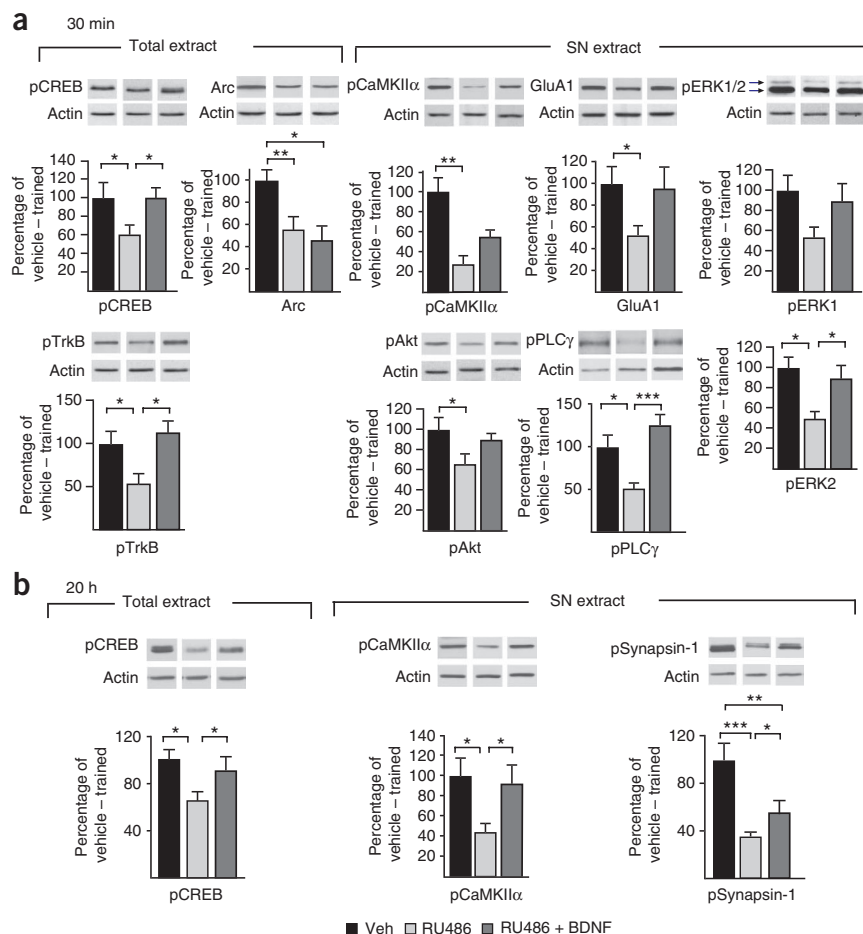 a
30 min
Total extract
SN extract
pCREB
Actin
Arc
Actin
pCaMKIIα
Actin
GluA1
Actin
pERK1/2
Actin
Percentage of
vehicle – trained
140
120
100
80
60
40
20
* *
pCREB
Percentage of
vehicle – trained
100
80
60
40
20
*
**
Arc
Percentage of
vehicle – trained
140
120
100
80
60
40
20
**
pCaMKIIα
Percentage of
vehicle – trained
120
100
80
60
40
20
*
GluA1
Percentage of
vehicle – trained
120
100
80
60
40
20
pERK1
pTrkB
Actin
Percentage of
vehicle – trained
150
100
50
* *
pTrkB
pAkt
Actin
Percentage of
vehicle – trained
120
100
80
60
40
20
*
pAkt
pPLCγ
Actin
Percentage of
vehicle – trained
150
100
50
* ***
pPLCγ
Percentage of
vehicle – trained
120
100
80
60
40
20
* *
pERK2
b
20 h
Total extract
SN extract
pCREB
Actin
pCaMKIIα
Actin
pSynapsin-1
Actin
Percentage of
vehicle – trained
120
80
40
* *
pCREB
Percentage of
vehicle – trained
140
120
100
80
60
40
20
* *
pCaMKIIα
Percentage of
vehicle – trained
120
80
40
**
*** *
pSynapsin-1
Veh RU486 RU486 + BDNF